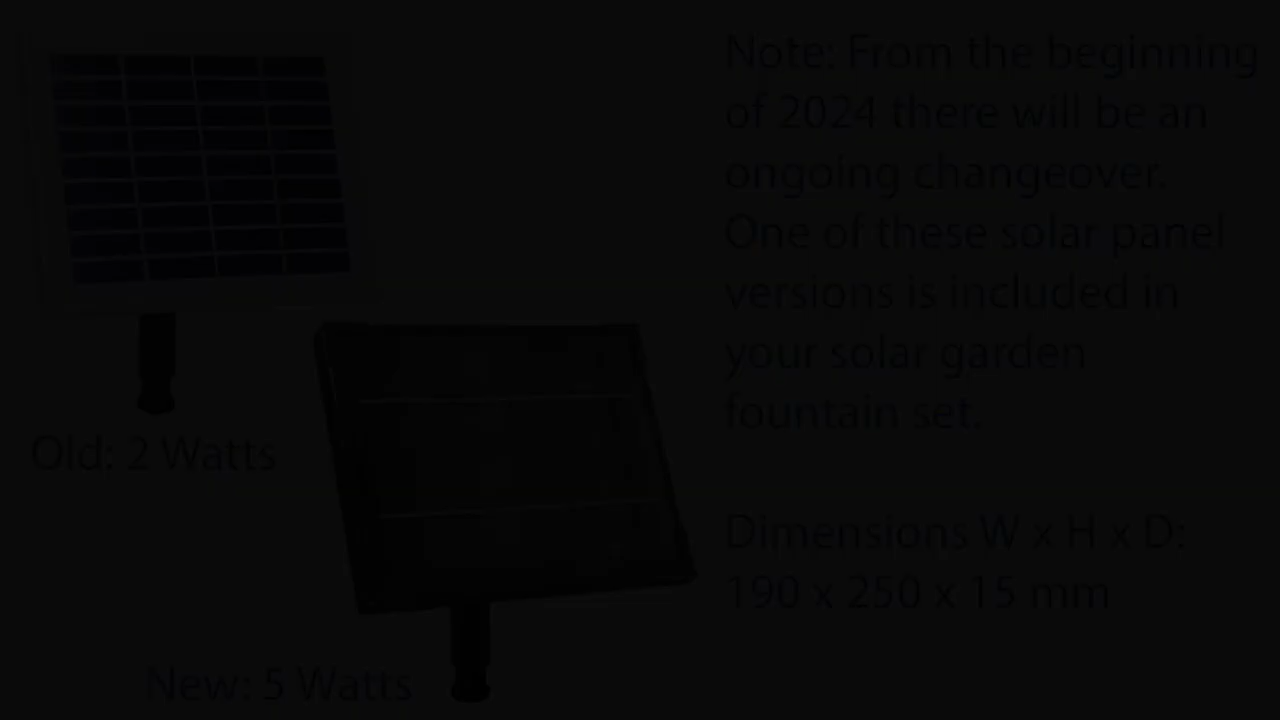 Note: From the beginning
of 2024 there will be an
ongoing changeover.
One of these solar panel
versions is included in
your solar garden
fountain set.
Old: 2 Watts
Dimensions W x H x D:
190 x 250 x 15 mm
New: 5 Watts